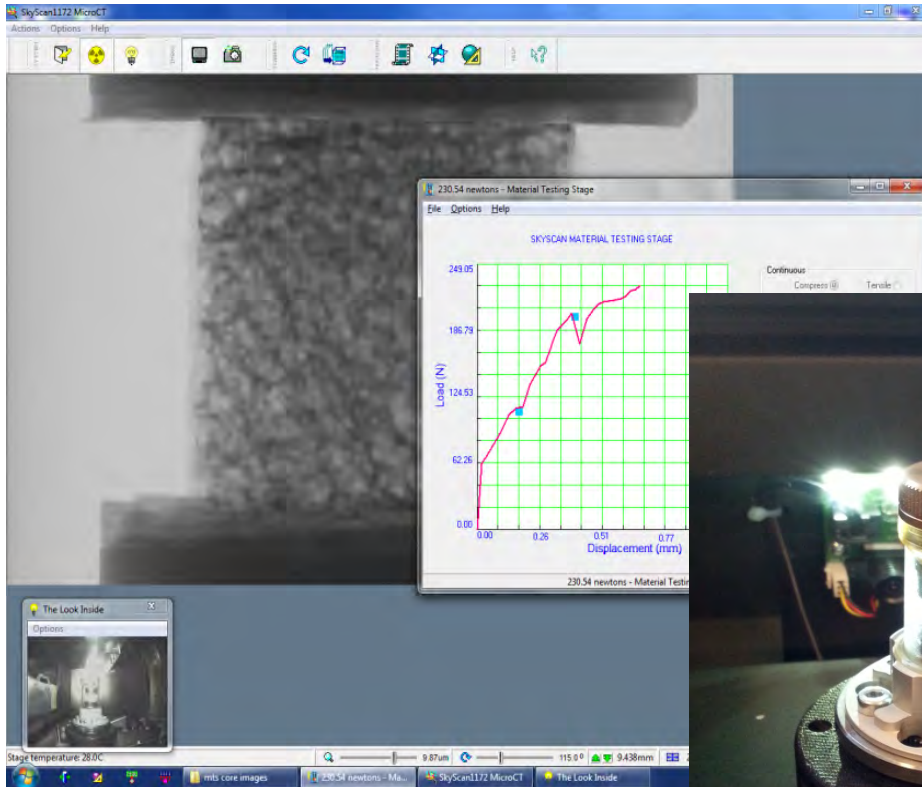 SkyScan1172 MicroCT
Actions Options Help
230.54 newtons - Material Testing Stage
File Options Help
SKYSCAN MATERIAL TESTING STAGE
Continuous
Compress Tensile
249.05
186.79
124.53
62.26
0.00
Load (N)
0.00 0.26 0.51 0.77
Displacement (mm)
230.54 newtons - Material Testin
The Look Inside
Options
Stage temperature: 28.0C
9.87um
115.0°
9.438mm
mts core images
230.54 newtons - Ma...
SkyScan1172 MicroCT
The Look Inside